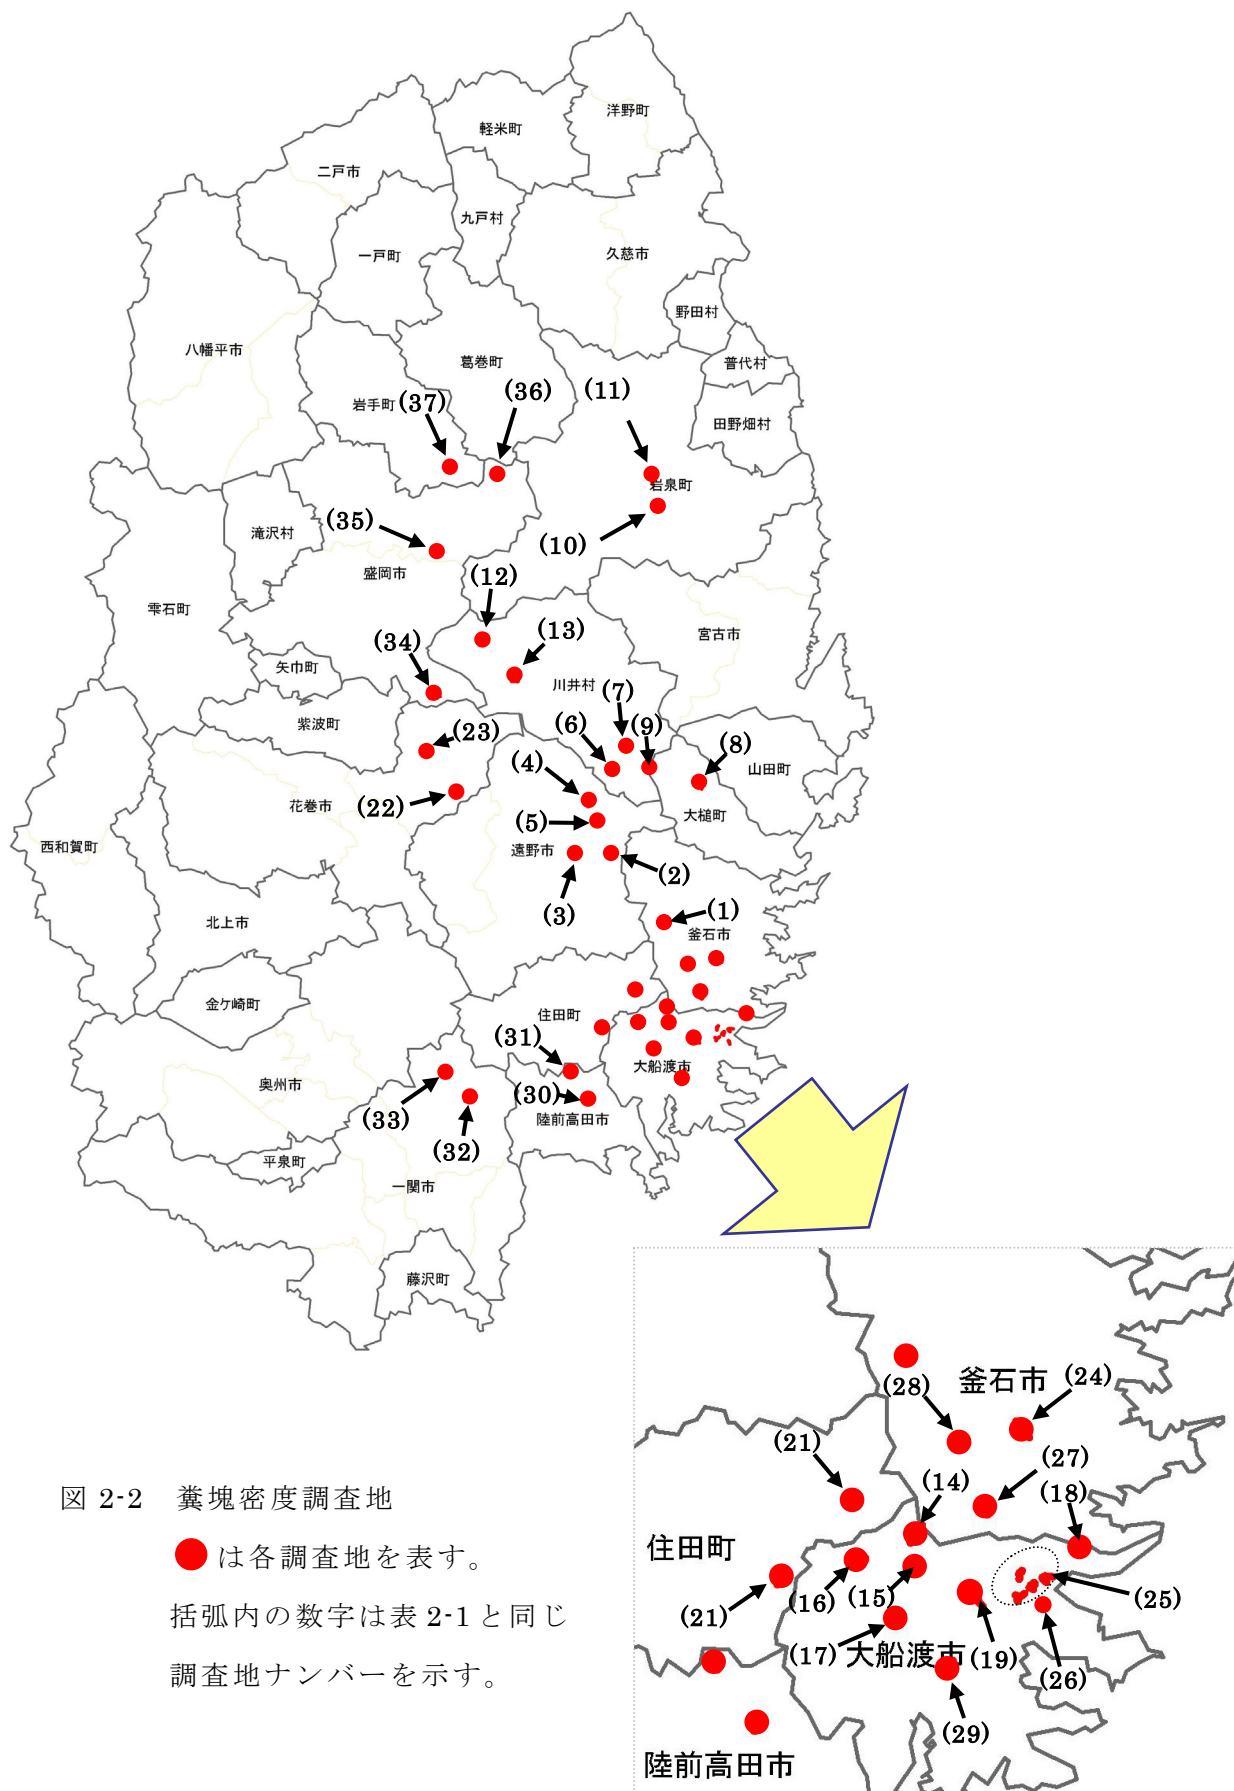 洋野町
軽米町
二戸市
九戸村
一戸町
久慈市
野田村
八幡平市
普代村
葛巻町
岩手町
(37)
(36)
(11)
田野畑村
岩泉町
(35)
滝沢村
(10)
盛岡市
(12)
雫石町
(13)
宮古市
(34)
矢巾町
川井村
(7)
紫波町
(23)
(6)
(9)
(8)
(4)
山田町
花巻市
(22)
大槌町
(5)
西和賀町
遠野市
(2)
(3)
(1)
北上市
釜石市
金ケ崎町
住田町
(31)
大船渡市
奥州市
(30)
(33)
陸前高田市
(32)
平泉町
一関市
藤沢町
釜石市
(24)
(28)
(21)
(27)
(14)
(18)
住田町
(16)
(15)
(25)
(21)
(17)
大船渡市
(19)
(26)
(29)
陸前高田市
図 2-2 糞塊密度調査地
は各調査地を表す。
括弧内の数字は表 2-1 と同じ
調査地ナンバーを示す。